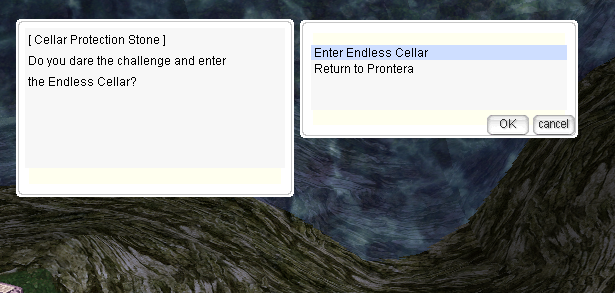 [ Cellar Protection Stone ]
Do you dare the challenge and enter
the Endless Cellar?
Enter Endless Cellar
Return to Prontera
OK
cancel